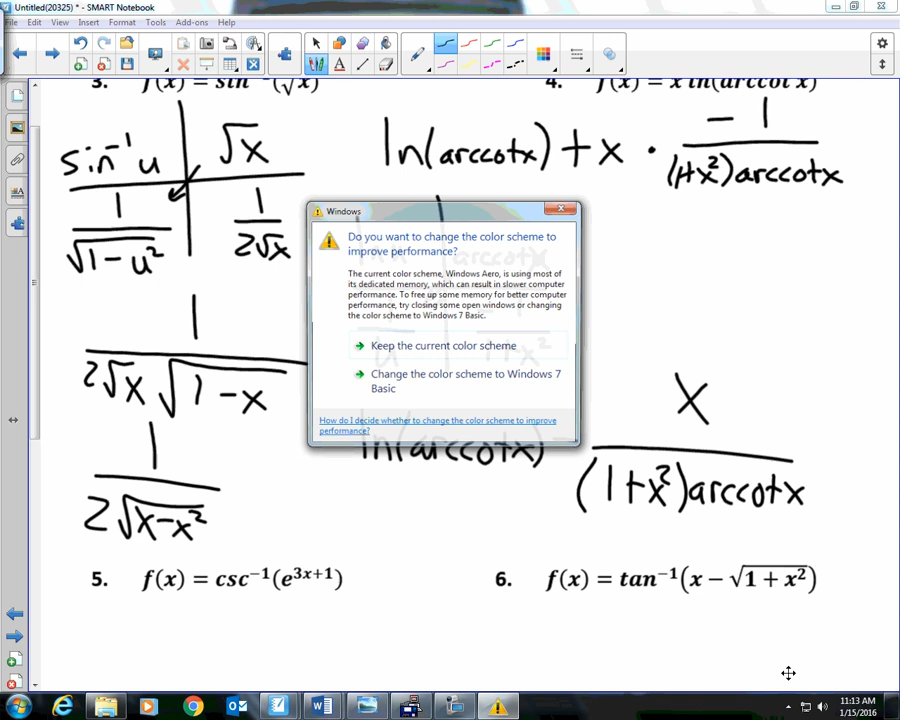 Untitled(20325) * - SMART Notebook
File Edit View Insert Format Tools Add-ons Help
3. f(x) = sin⁻¹(√x)
4. f(x) = x ln(arccot x)
sin⁻¹ u | √x
1/√(1-u²) | 1/(2√x)
1/(2√x √(1-x))
1/(2√(x-x²))
ln(arccotx) + x · -1/((1+x²)arccotx)
ln(arccotx) - x/((1+x²)arccotx)
Windows
Do you want to change the color scheme to
improve performance?
The current color scheme, Windows Aero, is using most of
its dedicated memory, which can result in slower computer
performance. To free up some memory for better computer
performance, try closing some open windows or changing
the color scheme to Windows 7 Basic.
Keep the current color scheme
Change the color scheme to Windows 7
Basic
How do I decide whether to change the color scheme to improve
performance?
5. f(x) = csc⁻¹(e³ˣ⁺¹)
6. f(x) = tan⁻¹(x − √(1 + x²))
11:13 AM
1/15/2016